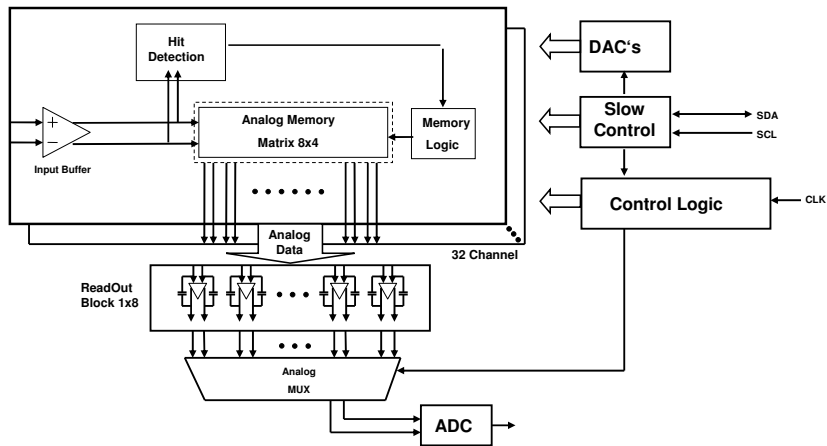 Hit
Detection
DAC's
Analog Memory
Matrix 8x4
Memory
Logic
Slow
Control
SDA
SCL
+
−
Input Buffer
Control Logic
CLK
Analog
Data
32 Channel
ReadOut
Block 1x8
Analog
MUX
ADC